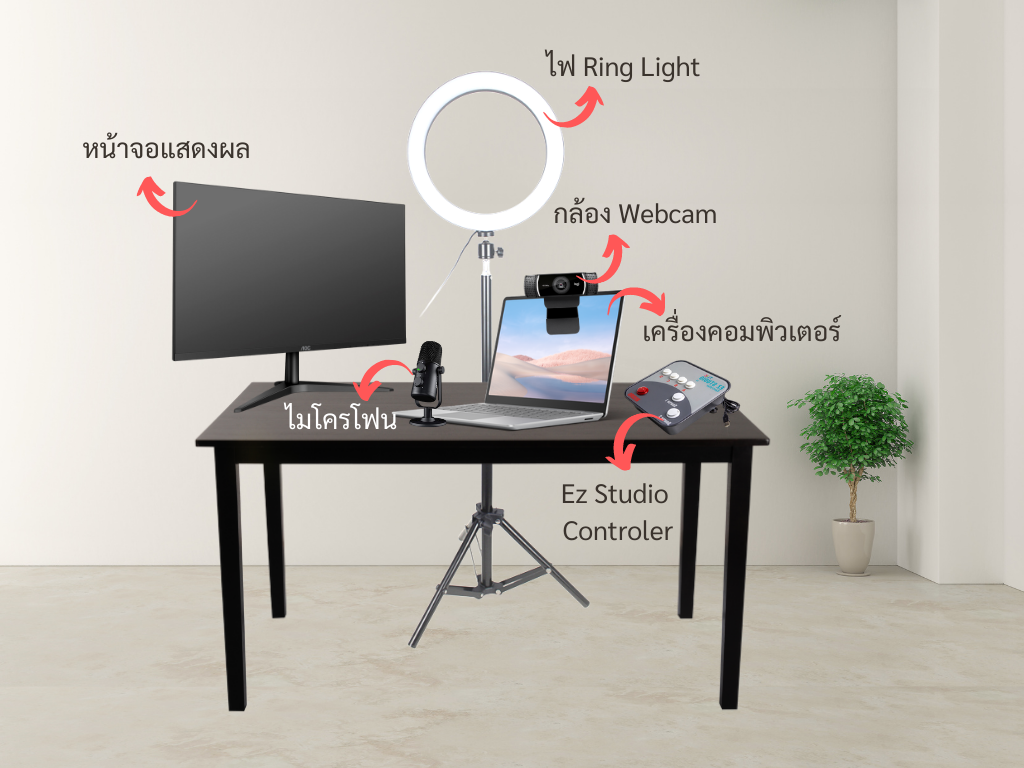 ไฟ Ring Light
หน้าจอแสดงผล
กล้อง Webcam
เครื่องคอมพิวเตอร์
ไมโครโฟน
Ez Studio
Controler
AOC